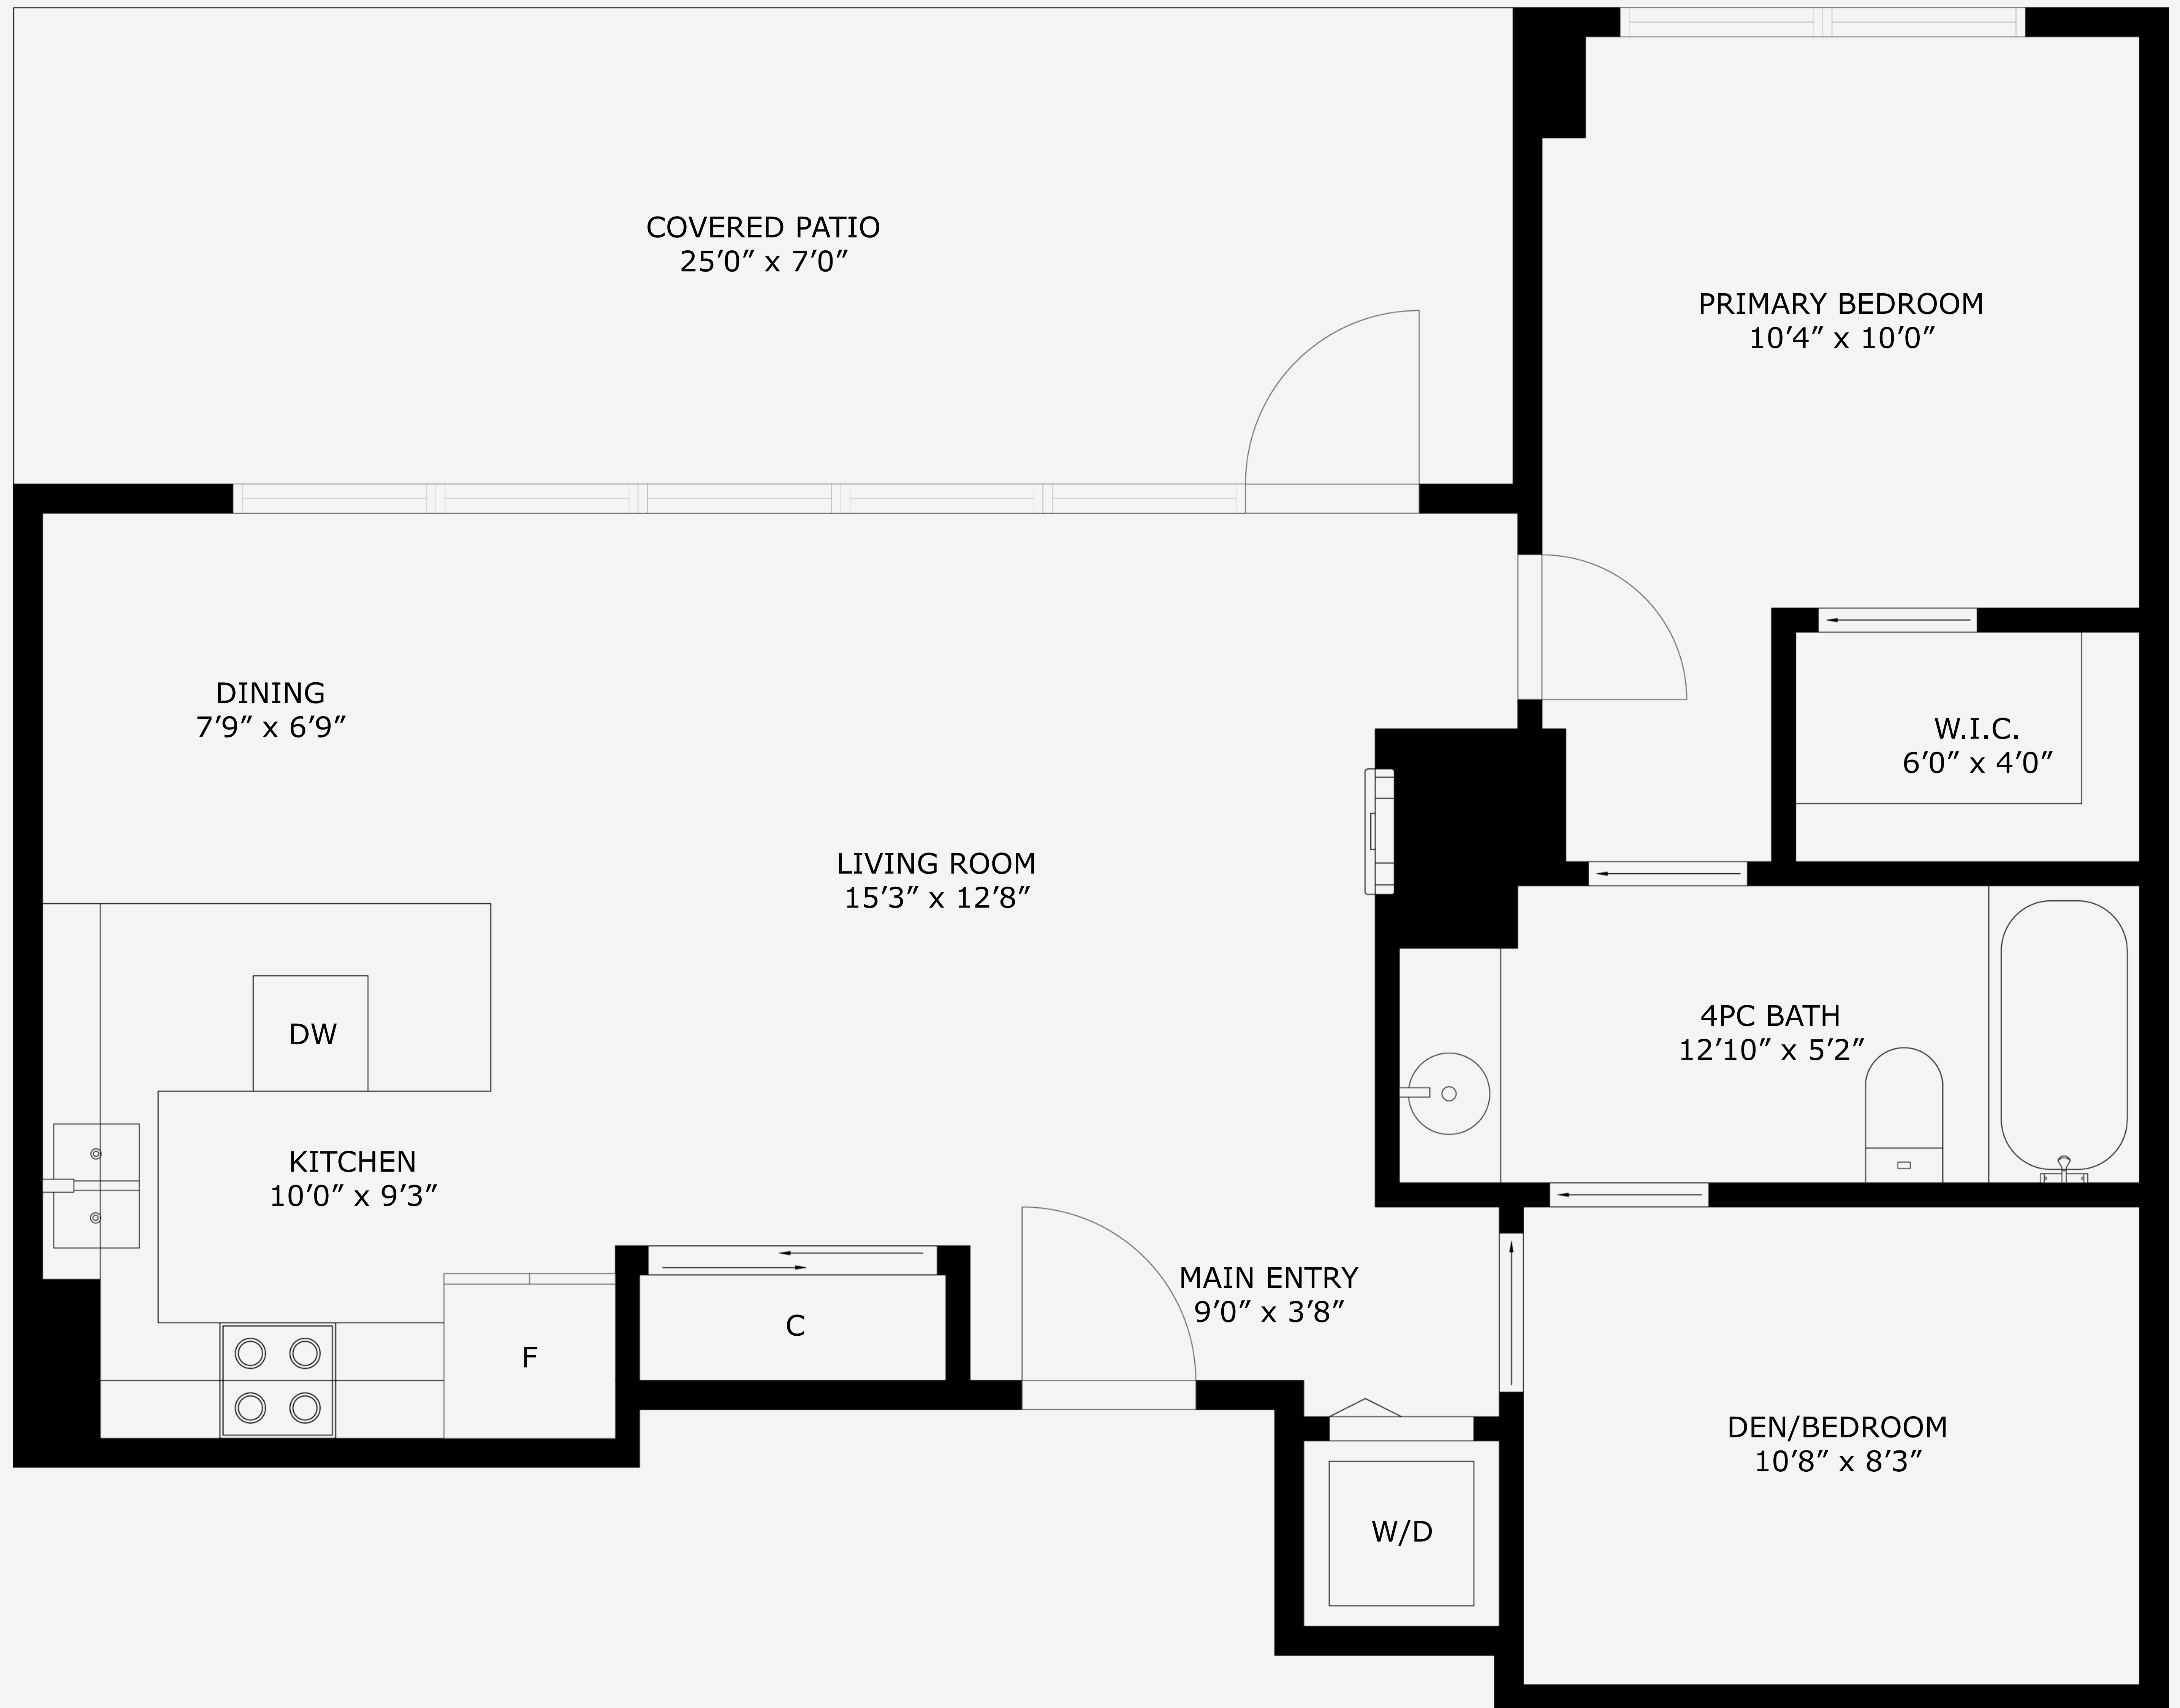 COVERED PATIO
25’0” x 7’0”
PRIMARY BEDROOM
10’4” x 10’0”
DINING
7’9” x 6’9”
W.I.C.
6’0” x 4’0”
LIVING ROOM
15’3” x 12’8”
DW
4PC BATH
12’10” x 5’2”
KITCHEN
10’0” x 9’3”
MAIN ENTRY
9’0” x 3’8”
C
F
DEN/BEDROOM
10’8” x 8’3”
W/D